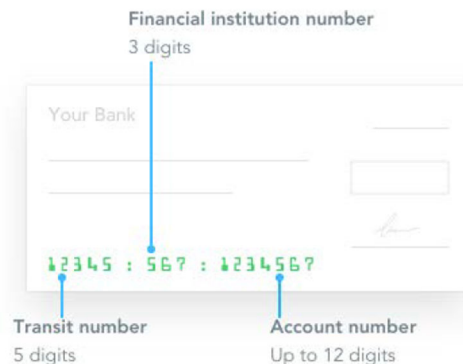 Financial institution number
3 digits
Your Bank
12345 : 567 : 1234567
Transit number
5 digits
Account number
Up to 12 digits